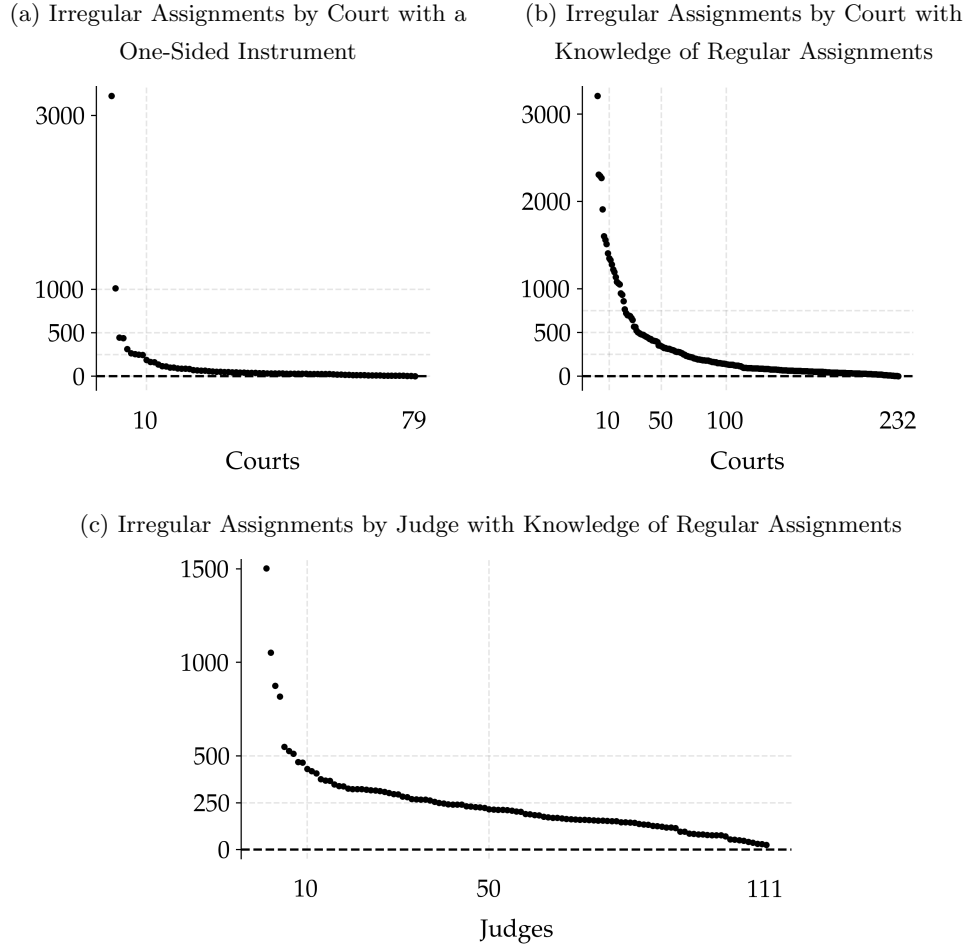 (a) Irregular Assignments by Court with a
One-Sided Instrument
3000
1000
500
0
10
79
Courts
(b) Irregular Assignments by Court with
Knowledge of Regular Assignments
3000
2000
1000
500
0
10
50
100
232
Courts
(c) Irregular Assignments by Judge with Knowledge of Regular Assignments
1500
1000
500
250
0
10
50
111
Judges